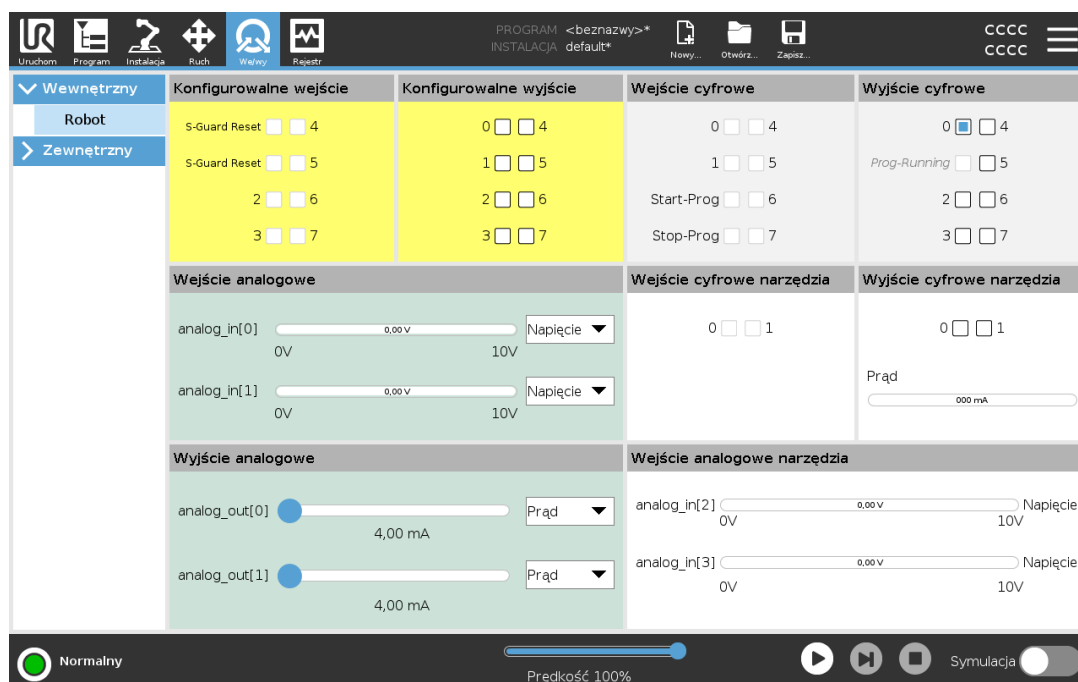 PROGRAM <beznazwy>*
INSTALACJA default*
cccc
cccc
Uruchom Program Instalacja Ruch We/wy Rejestr Nowy... Otwórz... Zapisz...
Wewnętrzny
Robot
Zewnętrzny
Konfigurowalne wejście
S-Guard Reset 4
S-Guard Reset 5
2 6
3 7
Konfigurowalne wyjście
0 4
1 5
2 6
3 7
Wejście cyfrowe
0 4
1 5
Start-Prog 6
Stop-Prog 7
Wyjście cyfrowe
0 4
Prog-Running 5
2 6
3 7
Wejście analogowe
analog_in[0] 0,00 V Napięcie
0V 10V
analog_in[1] 0,00 V Napięcie
0V 10V
Wejście cyfrowe narzędzia
0 1
Wyjście cyfrowe narzędzia
0 1
Prąd
000 mA
Wyjście analogowe
analog_out[0] Prąd
4,00 mA
analog_out[1] Prąd
4,00 mA
Wejście analogowe narzędzia
analog_in[2] 0,00 V Napięcie
0V 10V
analog_in[3] 0,00 V Napięcie
0V 10V
Normalny
Prędkość 100%
Symulacja